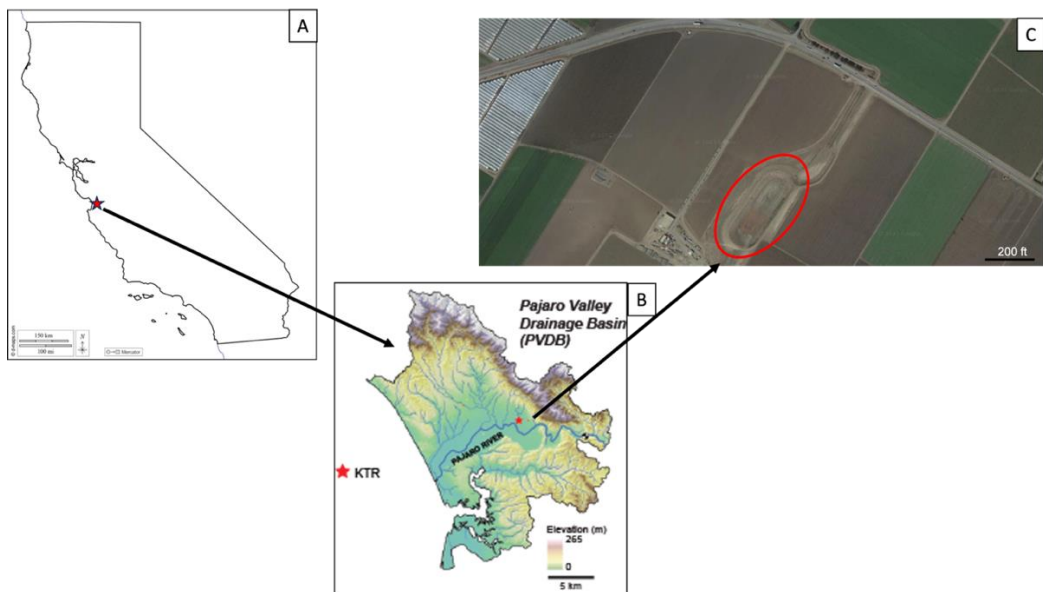 A
150 km
100 mi
N
Mercator
B
Pajaro Valley
Drainage Basin
(PVDB)
PAJARO RIVER
KTR
Elevation (m)
265
0
5 km
C
200 ft